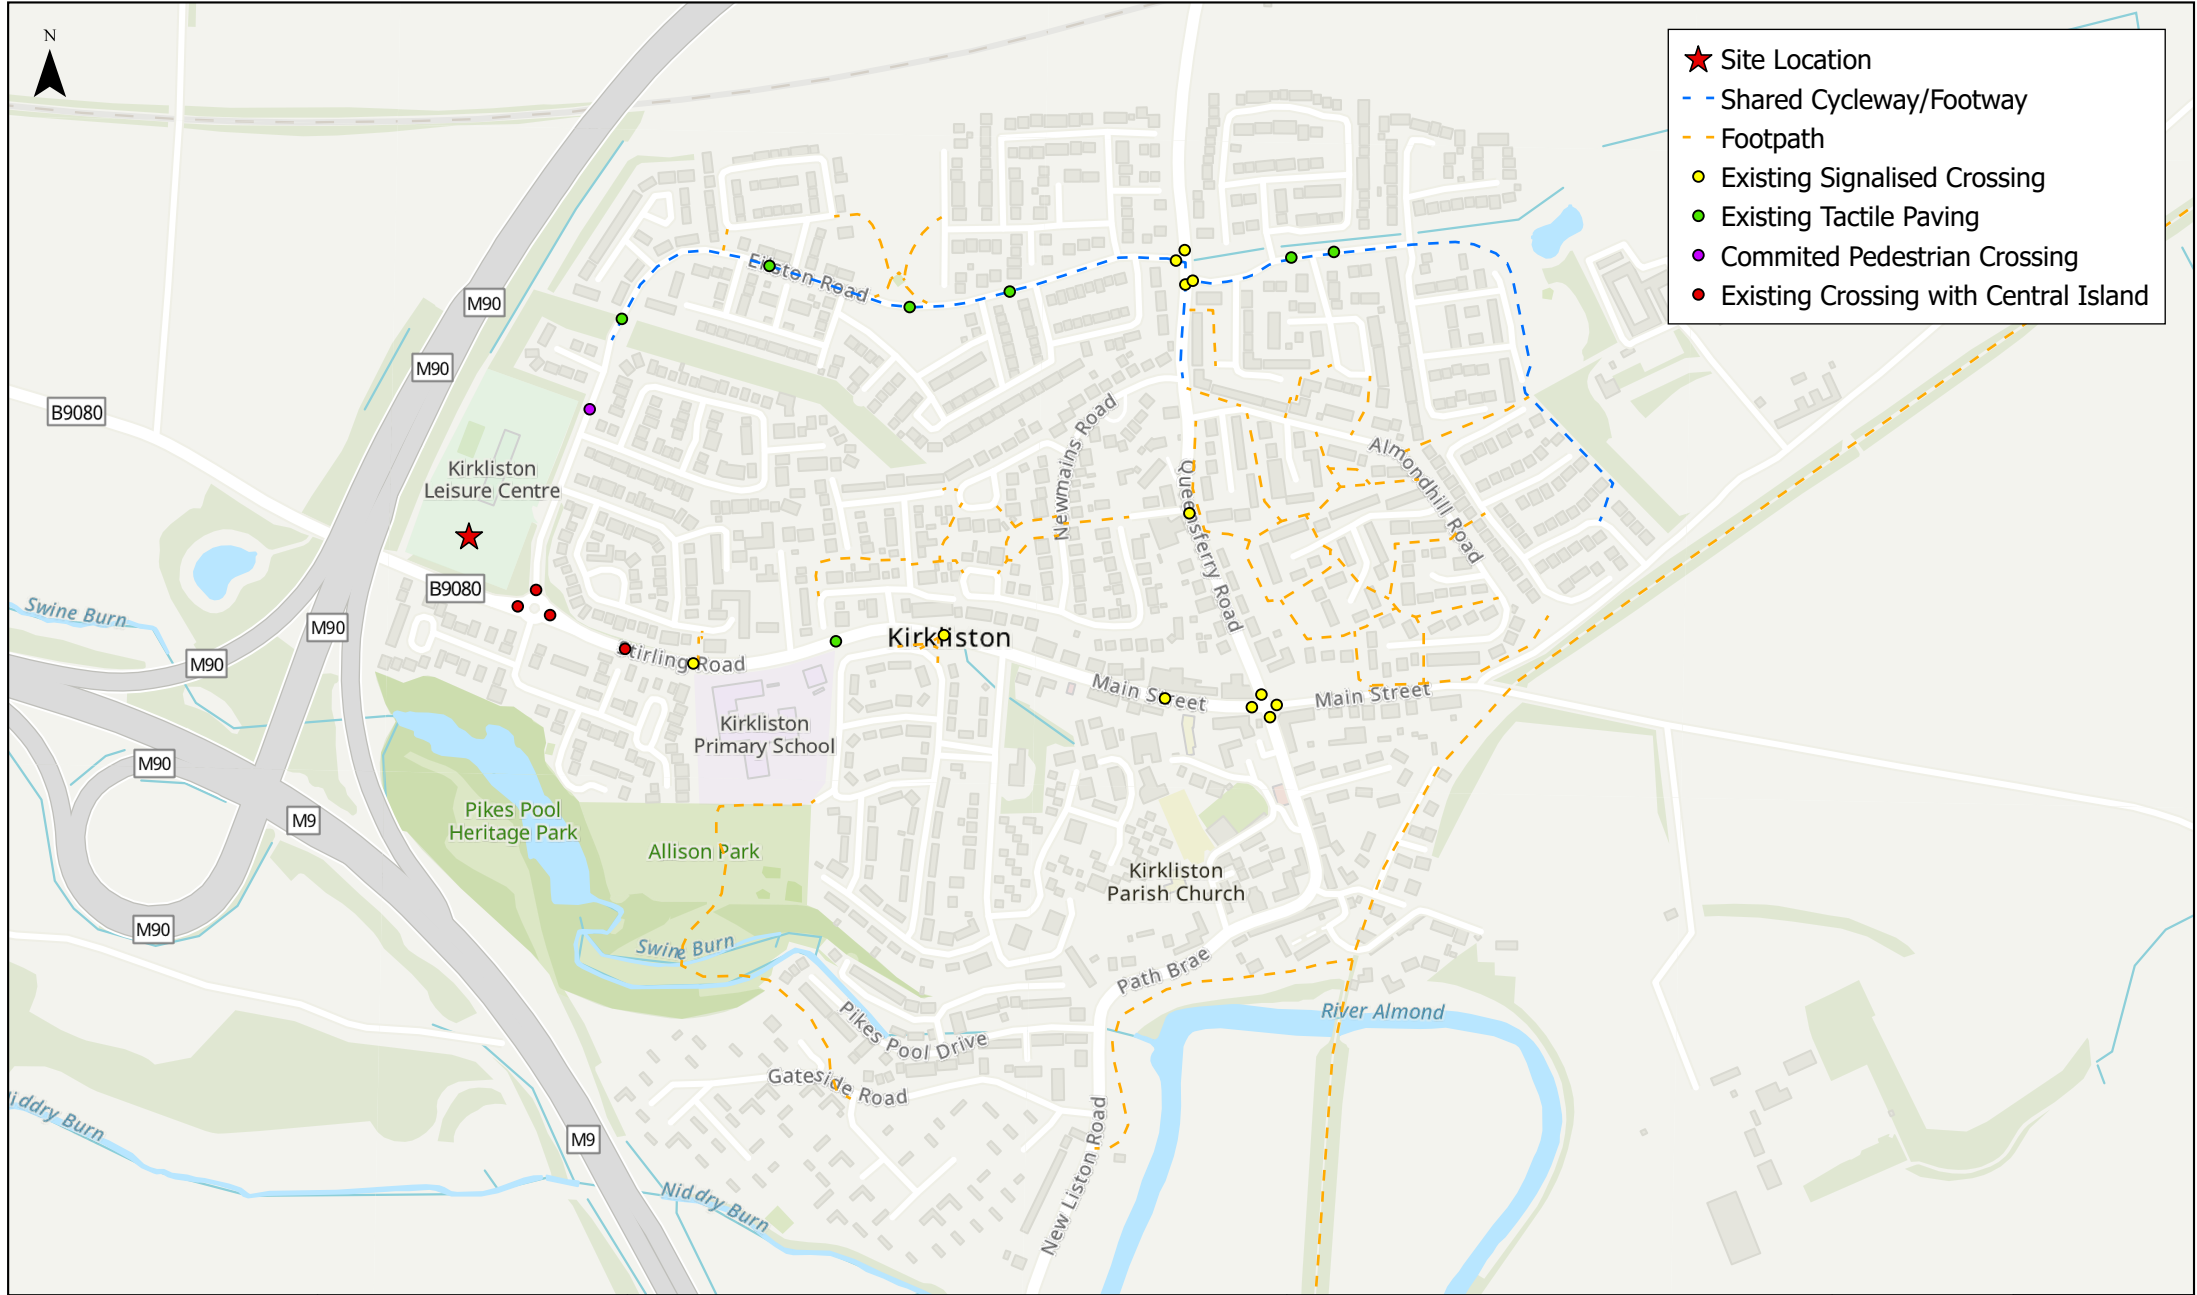 N
Site Location
Shared Cycleway/Footway
Footpath
Existing Signalised Crossing
Existing Tactile Paving
Commited Pedestrian Crossing
Existing Crossing with Central Island
M90
Eilston Road
M90
B9080
Newmains Road
Kirkliston
Leisure Centre
Almondhill Road
Queensferry Road
B9080
Swine Burn
M90
M90
Kirkliston
Stirling Road
Main Street
Main Street
Kirkliston
Primary School
M90
M9
Pikes Pool
Heritage Park
Allison Park
Kirkliston
Parish Church
M90
Swine Burn
Path Brae
River Almond
Pikes Pool Drive
Gateside Road
Niddry Burn
M9
New Liston Road
Niddry Burn